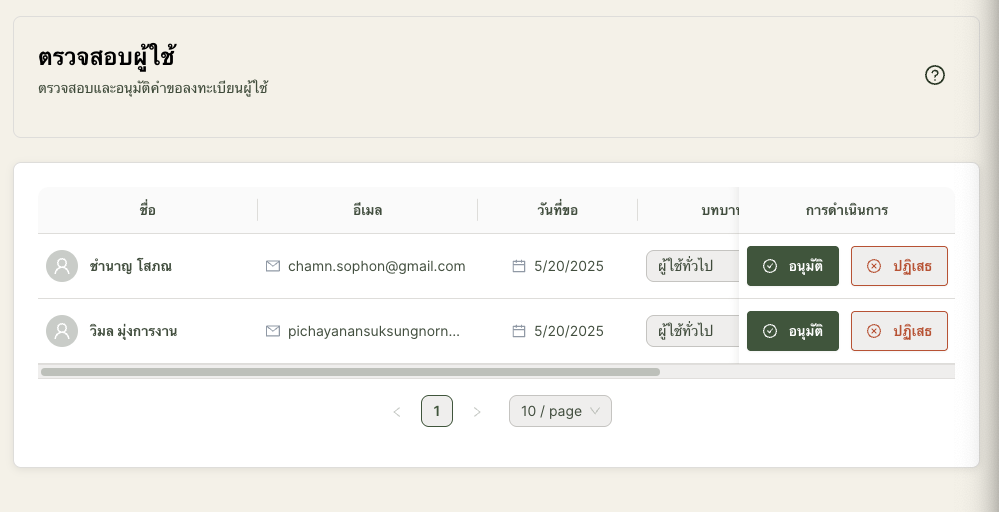 ตรวจสอบผู้ใช้
ตรวจสอบและอนุมัติคำขอลงทะเบียนผู้ใช้
ชื่อ อีเมล วันที่ขอ บทบาท การดำเนินการ
ชำนาญ โสภณ chamn.sophon@gmail.com 5/20/2025 ผู้ใช้ทั่วไป อนุมัติ ปฏิเสธ
วิมล มุ่งการงาน pichayanansuksungnorn... 5/20/2025 ผู้ใช้ทั่วไป อนุมัติ ปฏิเสธ
1 10 / page